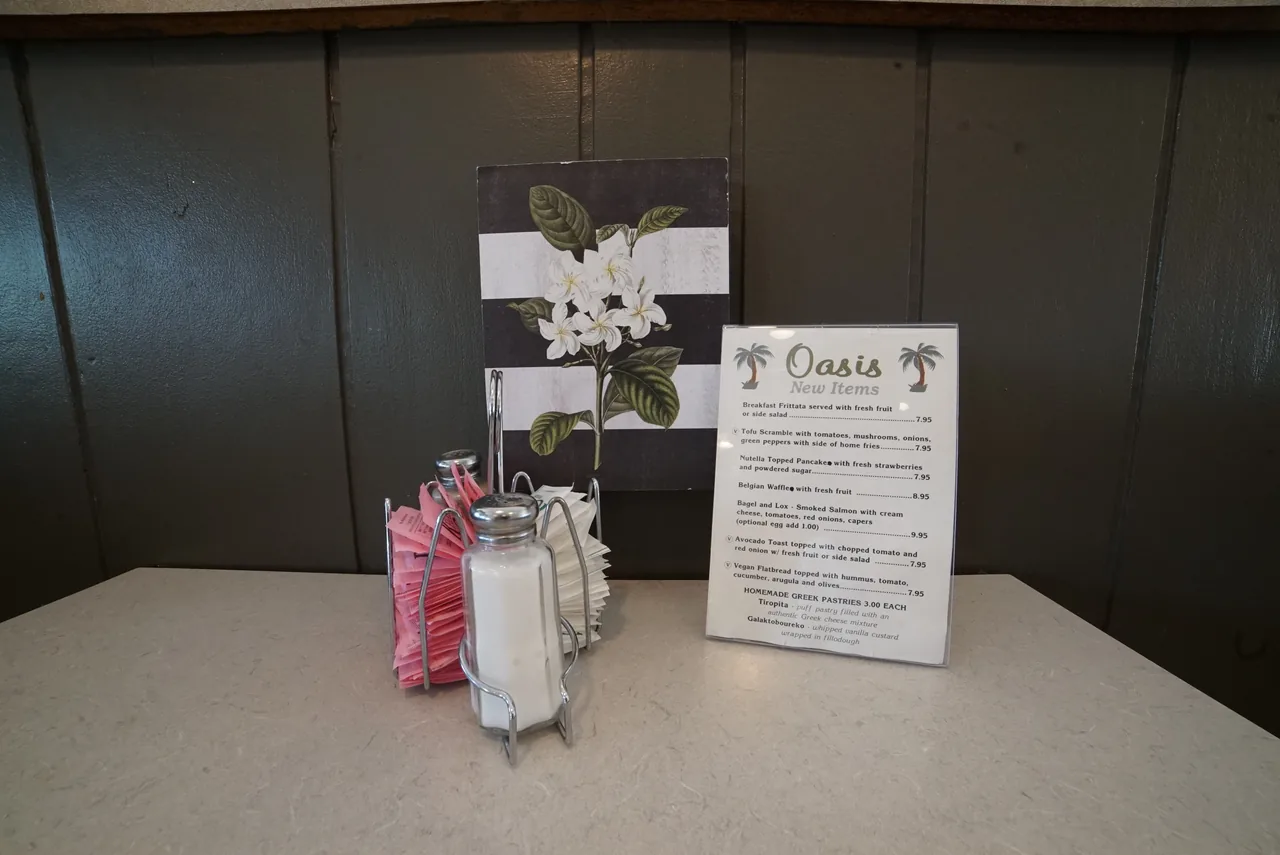 Oasis
New Items
Breakfast Frittata served with fresh fruit
or side salad ........................................ 7.95
Tofu Scramble with tomatoes, mushrooms, onions,
green peppers with side of home fries............7.95
Nutella Topped Pancake with fresh strawberries
and powdered sugar....................................7.95
Belgian Waffle with fresh fruit ....................8.95
Bagel and Lox - Smoked Salmon with cream
cheese, tomatoes, red onions, capers
(optional egg add 1.00) ..............................9.95
Avocado Toast topped with chopped tomato and
red onion w/ fresh fruit or side salad ............7.95
Vegan Flatbread topped with hummus, tomato,
cucumber, arugula and olives........................7.95
HOMEMADE GREEK PASTRIES 3.00 EACH
Tiropita - puff pastry filled with an
authentic Greek cheese mixture
Galaktoboureko - whipped vanilla custard
wrapped in fillodough